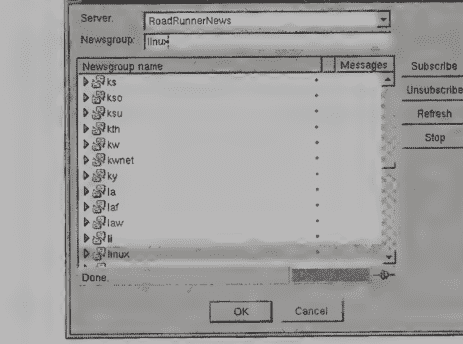 Server: RoadRunnerNews
Newsgroup: linux
Newsgroup name Messages
ks
kso
ksu
kth
kw
kwnet
ky
la
laf
law
li
linux
Done.
Subscribe
Unsubscribe
Refresh
Stop
OK Cancel